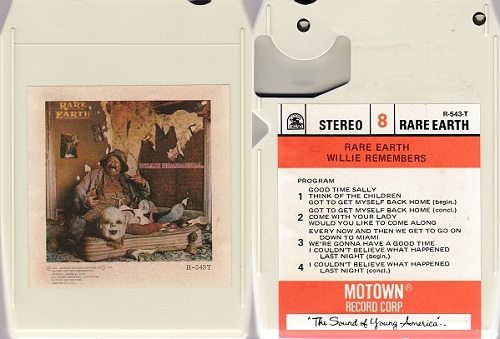 RARE
EARTH
WILLIE REMEMBERS...
R-543T
R-543-T
STEREO 8 RARE EARTH
RARE EARTH
WILLIE REMEMBERS
PROGRAM
1 GOOD TIME SALLY
THINK OF THE CHILDREN
GOT TO GET MYSELF BACK HOME (begin.)
2 GOT TO GET MYSELF BACK HOME (concl.)
COME WITH YOUR LADY
WOULD YOU LIKE TO COME ALONG
3 EVERY NOW AND THEN WE GET TO GO ON
DOWN TO MIAMI
WE'RE GONNA HAVE A GOOD TIME
I COULDN'T BELIEVE WHAT HAPPENED
LAST NIGHT (begin.)
4 I COULDN'T BELIEVE WHAT HAPPENED
LAST NIGHT (concl.)
MOTOWN®
RECORD CORP.
"The Sound of Young America"..